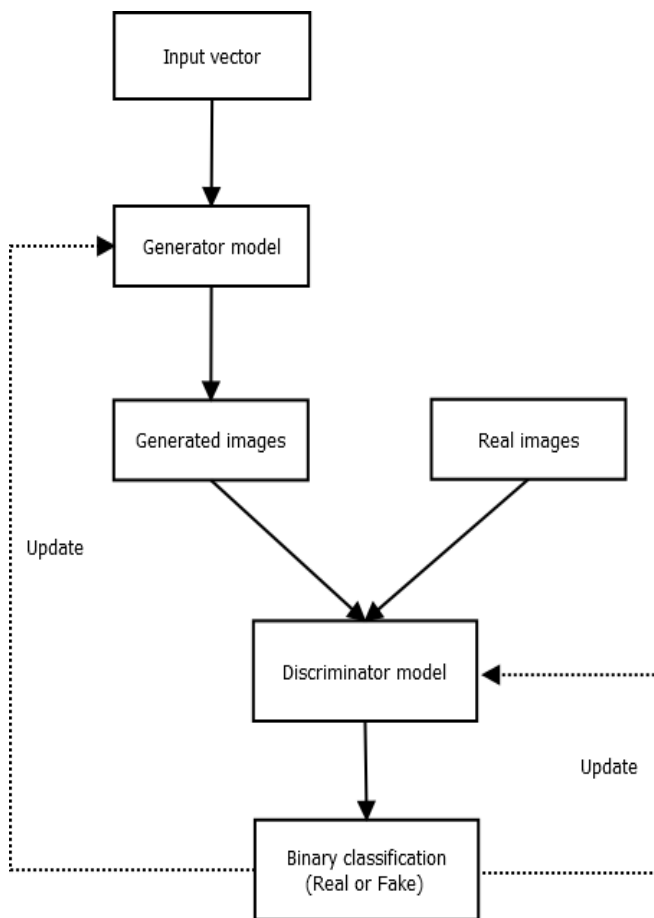 Input vector
Generator model
Generated images
Real images
Update
Discriminator model
Update
Binary classification
(Real or Fake)